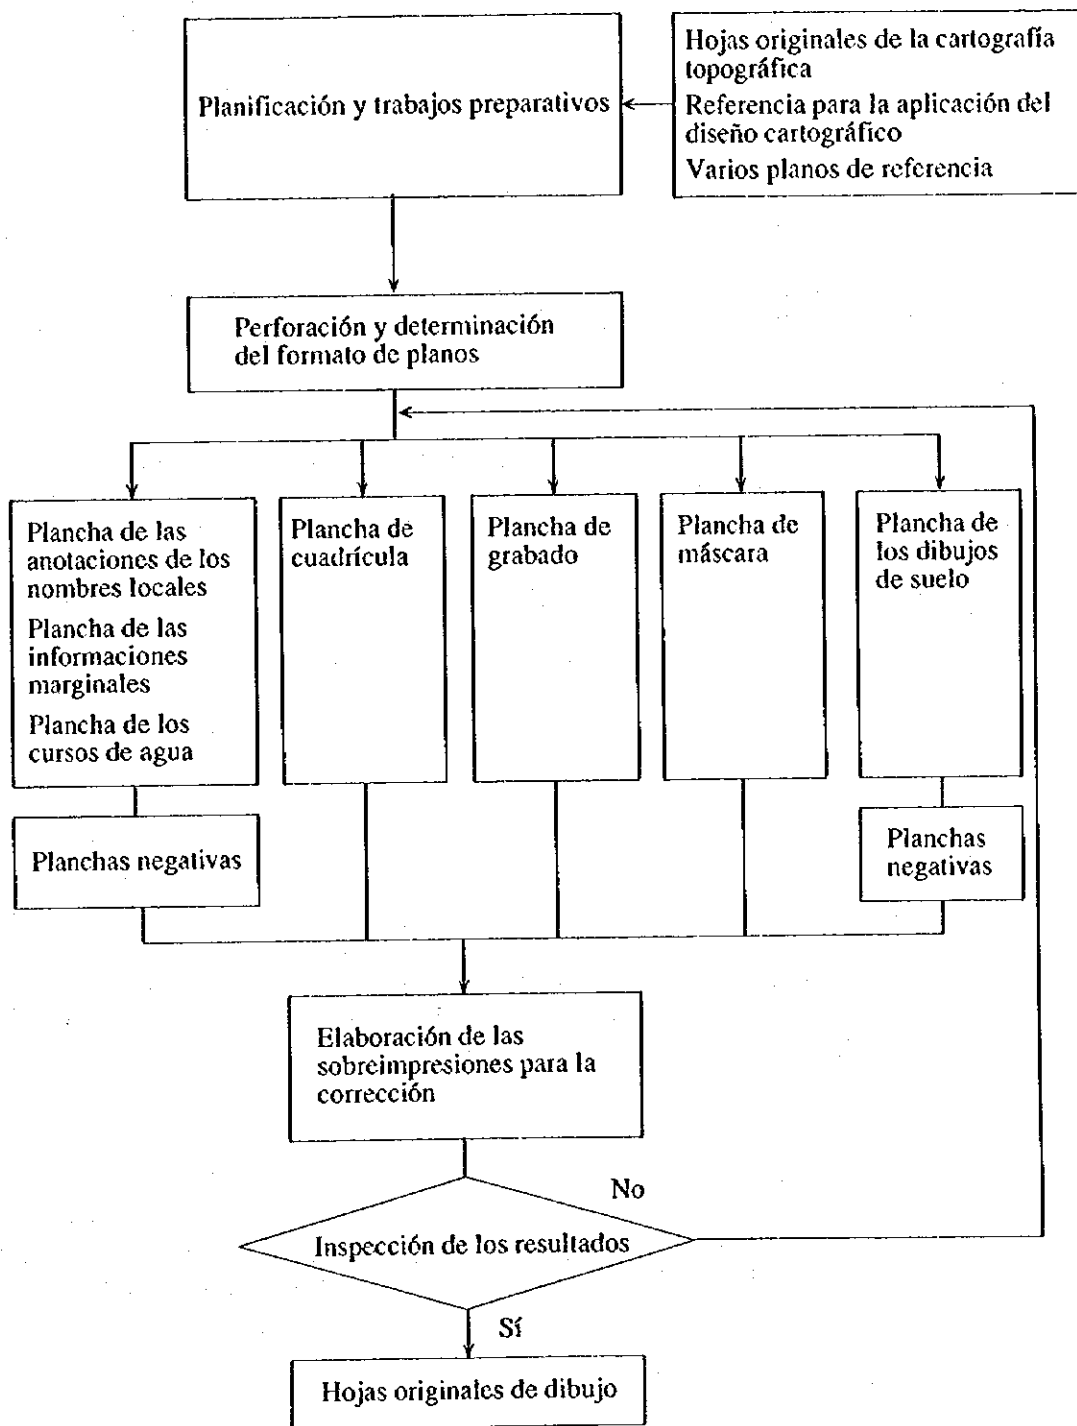 Planificación y trabajos preparativos
Hojas originales de la cartografía
topográfica
Referencia para la aplicación del
diseño cartográfico
Varios planos de referencia
Perforación y determinación
del formato de planos
Plancha de las
anotaciones de los
nombres locales
Plancha de las
informaciones
marginales
Plancha de los
cursos de agua
Plancha de
cuadrícula
Plancha de
grabado
Plancha de
máscara
Plancha de
los dibujos
de suelo
Planchas negativas
Planchas
negativas
Elaboración de las
sobreimpresiones para la
corrección
No
Inspección de los resultados
Sí
Hojas originales de dibujo